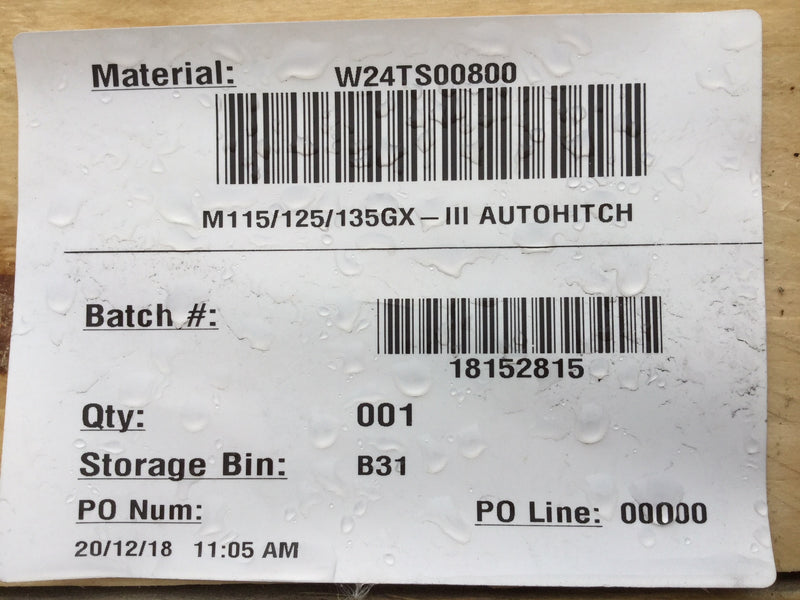 Material: W24TS00800
M115/125/135GX – III AUTOHITCH
Batch #:
18152815
Qty: 001
Storage Bin: B31
PO Num:
PO Line: 00000
20/12/18 11:05 AM